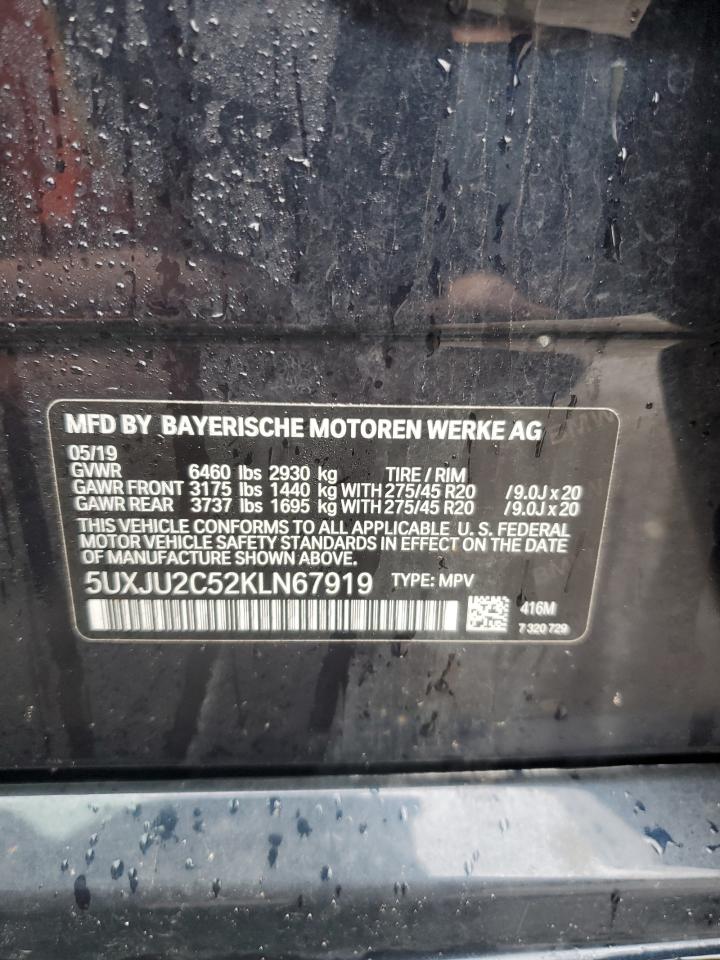 MFD BY BAYERISCHE MOTOREN WERKE AG
05/19
GVWR 6460 lbs 2930 kg TIRE / RIM
GAWR FRONT 3175 lbs 1440 kg WITH 275/45 R20 /9.0J x 20
GAWR REAR 3737 lbs 1695 kg WITH 275/45 R20 /9.0J x 20
THIS VEHICLE CONFORMS TO ALL APPLICABLE U. S. FEDERAL
MOTOR VEHICLE SAFETY STANDARDS IN EFFECT ON THE DATE
OF MANUFACTURE SHOWN ABOVE.
5UXJU2C52KLN67919 TYPE: MPV
416M
7 320 729